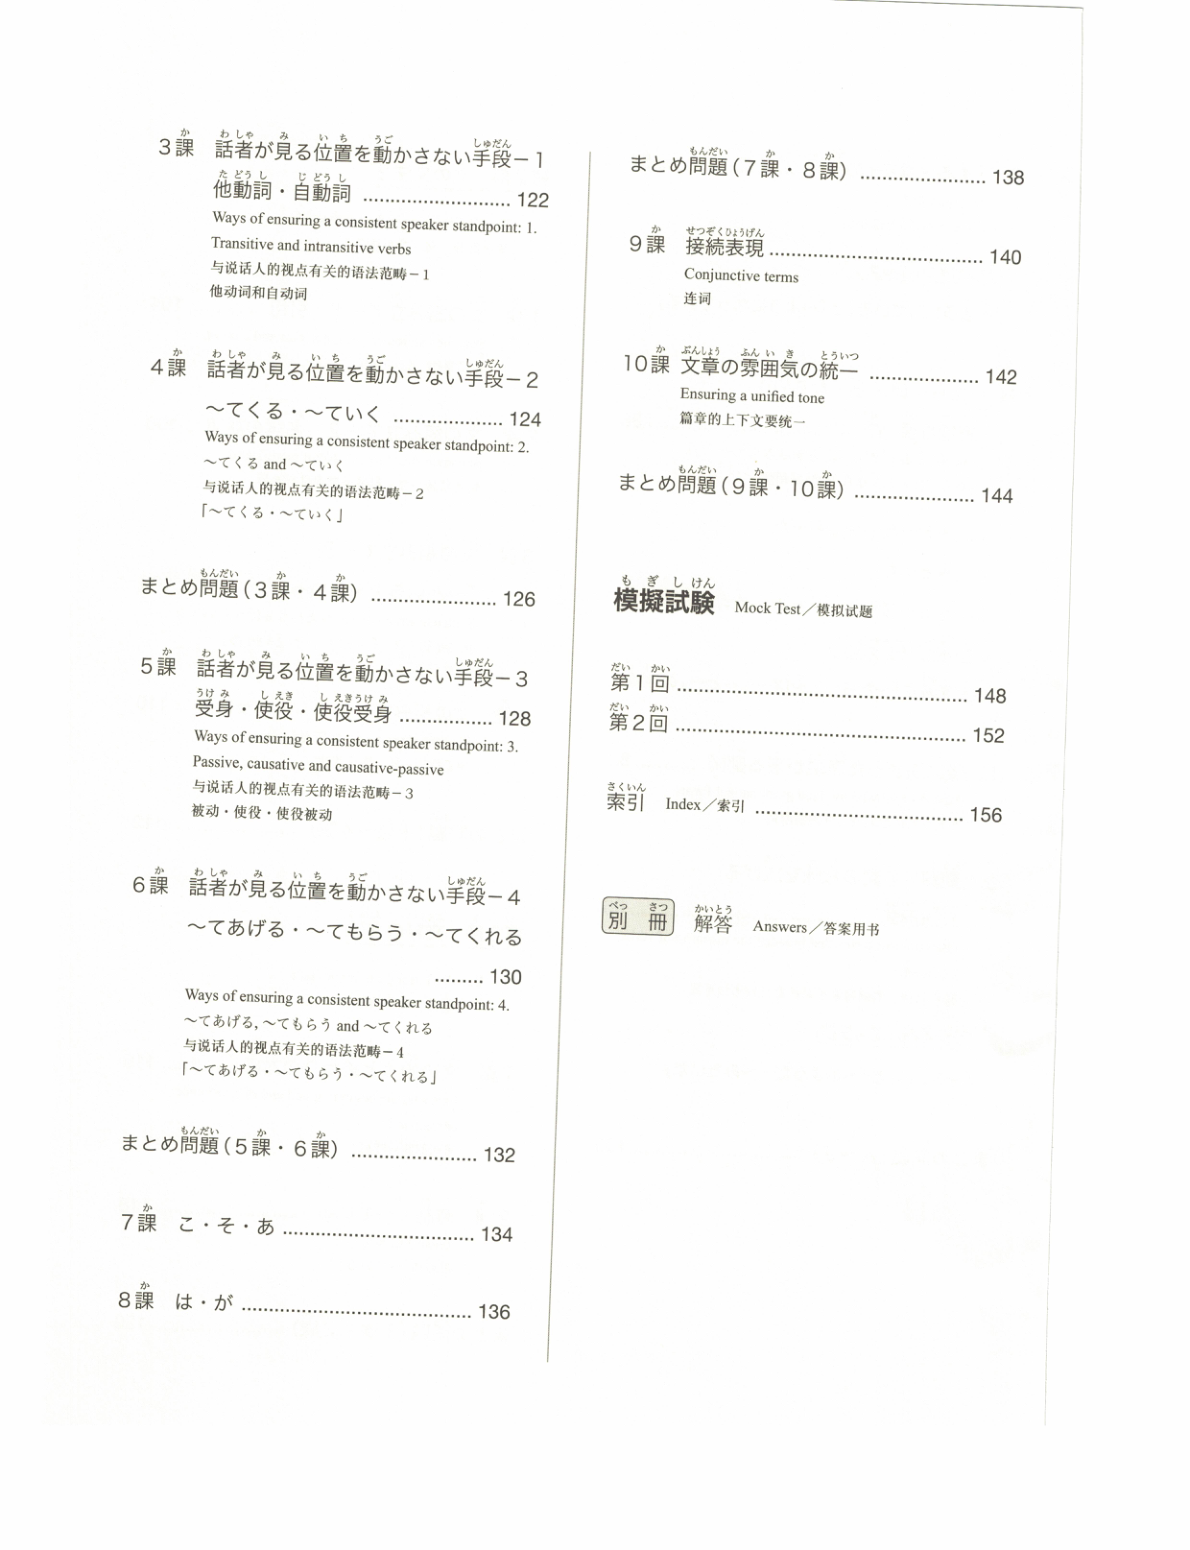 3課 話者が見る位置を動かさない手段－1
他動詞・自動詞 ........................... 122
Ways of ensuring a consistent speaker standpoint: 1.
Transitive and intransitive verbs
与说话人的视点有关的语法范畴－1
他动词和自动词
4課 話者が見る位置を動かさない手段－2
～てくる・～ていく .................... 124
Ways of ensuring a consistent speaker standpoint: 2.
～てくる and ～ていく
与说话人的视点有关的语法范畴－2
「～てくる・～ていく」
まとめ問題（3課・4課） ....................... 126
5課 話者が見る位置を動かさない手段－3
受身・使役・使役受身 ................. 128
Ways of ensuring a consistent speaker standpoint: 3.
Passive, causative and causative-passive
与说话人的视点有关的语法范畴－3
被动・使役・使役被动
6課 話者が見る位置を動かさない手段－4
～てあげる・～てもらう・～てくれる
......... 130
Ways of ensuring a consistent speaker standpoint: 4.
～てあげる, ～てもらう and ～てくれる
与说话人的视点有关的语法范畴－4
「～てあげる・～てもらう・～てくれる」
まとめ問題（5課・6課） ....................... 132
7課 こ・そ・あ ................................... 134
8課 は・が .......................................... 136
まとめ問題（7課・8課） ....................... 138
9課 接続表現 ....................................... 140
Conjunctive terms
连词
10課 文章の雰囲気の統一 .................... 142
Ensuring a unified tone
篇章的上下文要统一
まとめ問題（9課・10課） ...................... 144
模擬試験 Mock Test／模拟试题
第1回 ..................................................... 148
第2回 ..................................................... 152
索引 Index／索引 ...................................... 156
別冊 解答 Answers／答案用书